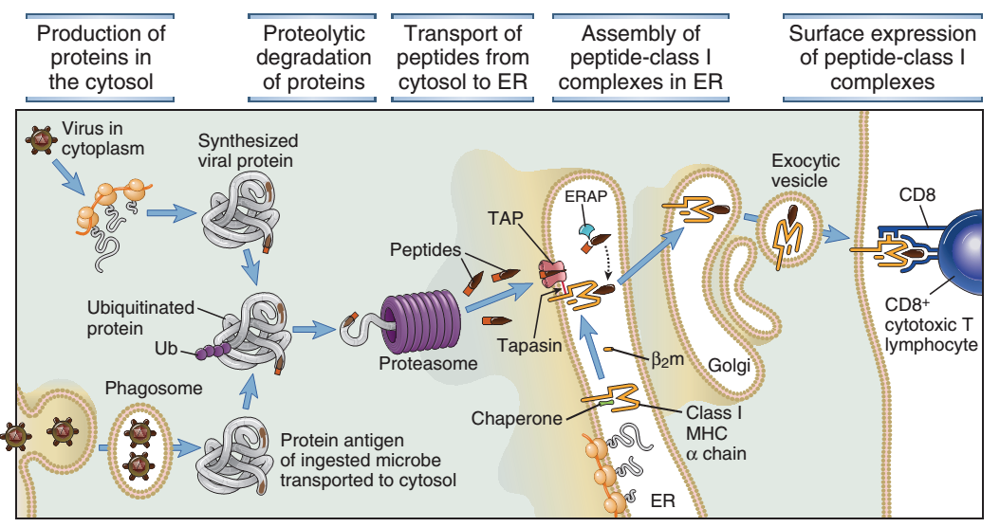 Production of
proteins in
the cytosol
Proteolytic
degradation
of proteins
Transport of
peptides from
cytosol to ER
Assembly of
peptide-class I
complexes in ER
Surface expression
of peptide-class I
complexes
Virus in
cytoplasm
Synthesized
viral protein
Ubiquitinated
protein
Ub
Phagosome
Protein antigen
of ingested microbe
transported to cytosol
Peptides
Proteasome
TAP
ERAP
Tapasin
β2m
Chaperone
Class I
MHC
α chain
ER
Golgi
Exocytic
vesicle
CD8
CD8+
cytotoxic T
lymphocyte